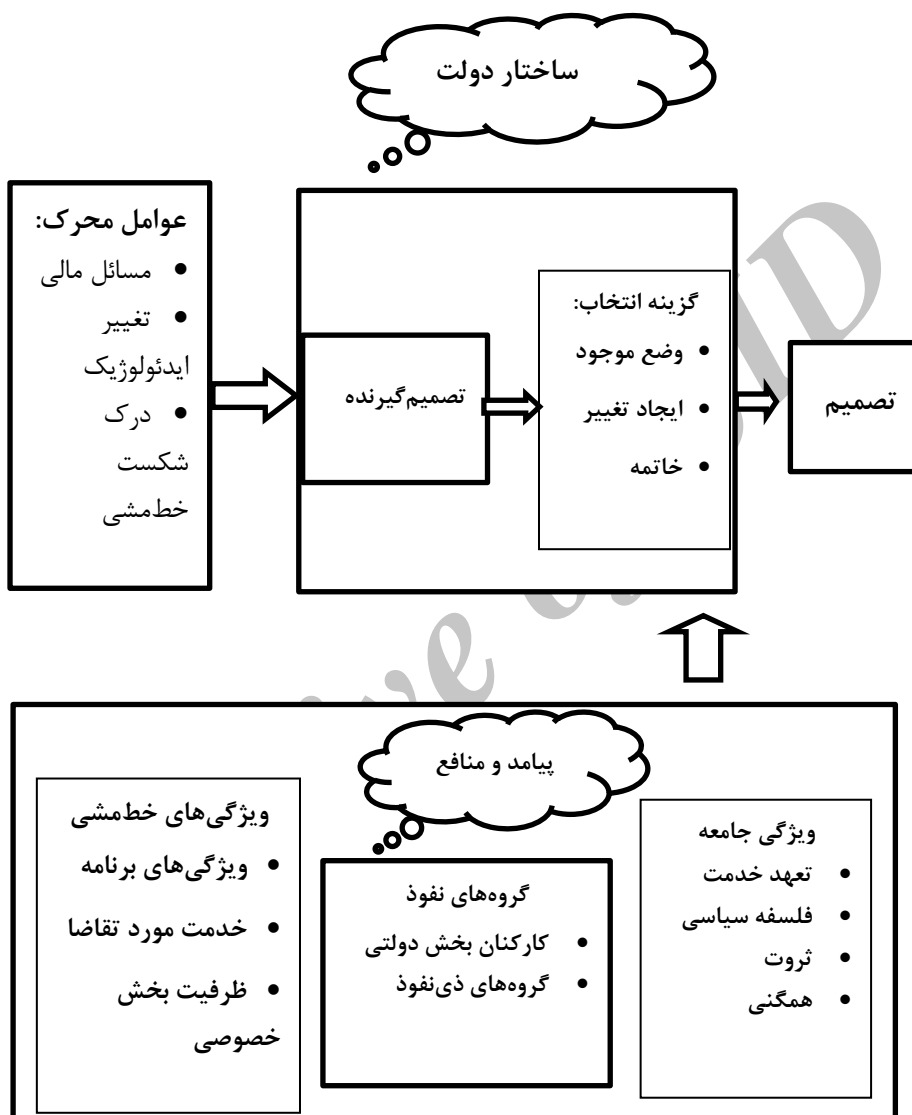 ساختار دولت
عوامل محرک:
• مسائل مالی
• تغییر
ایدئولوژیک
• درک
شکست
خط‌مشی
تصمیم‌گیرنده
گزینه انتخاب:
• وضع موجود
• ایجاد تغییر
• خاتمه
تصمیم
پیامد و منافع
ویژگی‌های خط‌مشی
• ویژگی‌های برنامه
• خدمت مورد تقاضا
• ظرفیت بخش
خصوصی
گروه‌های نفوذ
• کارکنان بخش دولتی
• گروه‌های ذی‌نفوذ
ویژگی جامعه
• تعهد خدمت
• فلسفه سیاسی
• ثروت
• همگنی